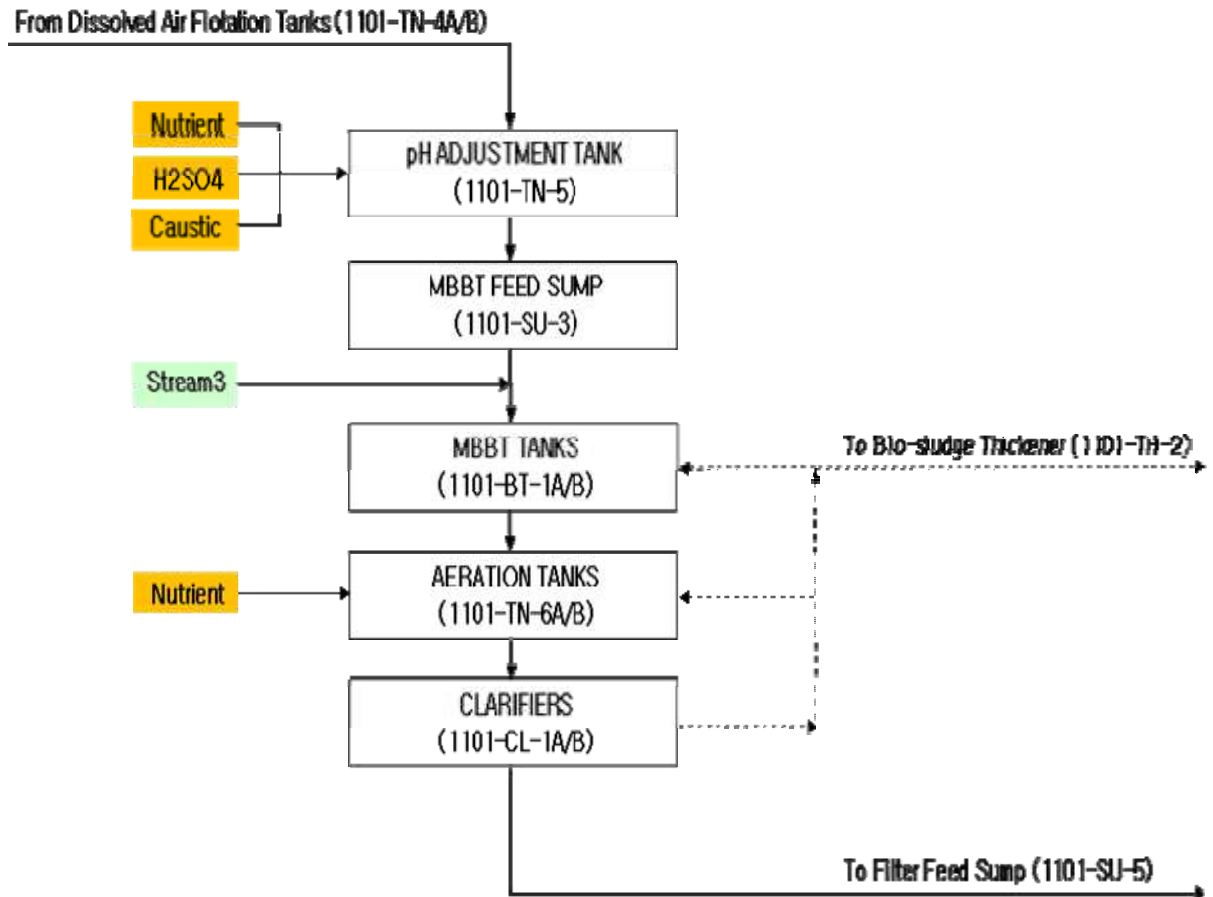 From Dissolved Air Flotation Tanks (1101-TN-4A/B)
Nutrient
H2SO4
Caustic
pH ADJUSTMENT TANK
(1101-TN-5)
MBBT FEED SUMP
(1101-SU-3)
Stream3
MBBT TANKS
(1101-BT-1A/B)
To Bio-sludge Thickener (1101-TH-2)
Nutrient
AERATION TANKS
(1101-TN-6A/B)
CLARIFIERS
(1101-CL-1A/B)
To Filter Feed Sump (1101-SU-5)